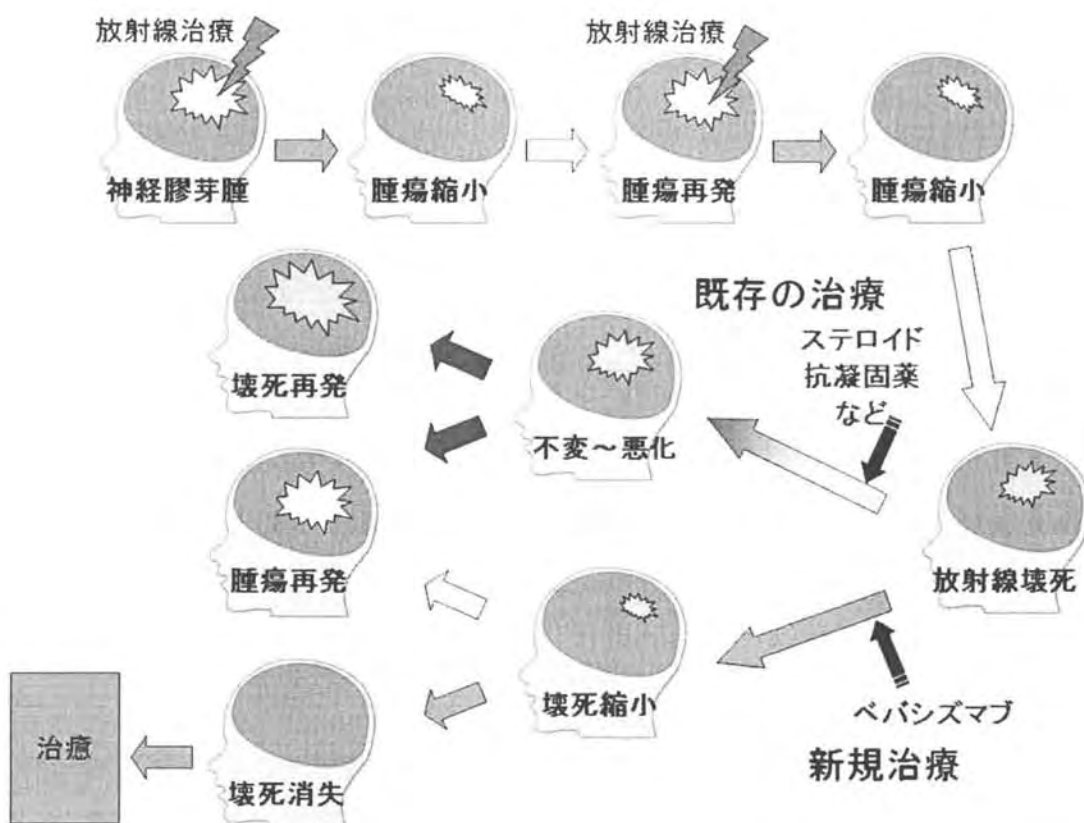 放射線治療
放射線治療
神経膠芽腫
腫瘍縮小
腫瘍再発
腫瘍縮小
既存の治療
ステロイド
抗凝固薬
など
壊死再発
不変～悪化
腫瘍再発
放射線壊死
壊死縮小
ベバシズマブ
新規治療
治癒
壊死消失